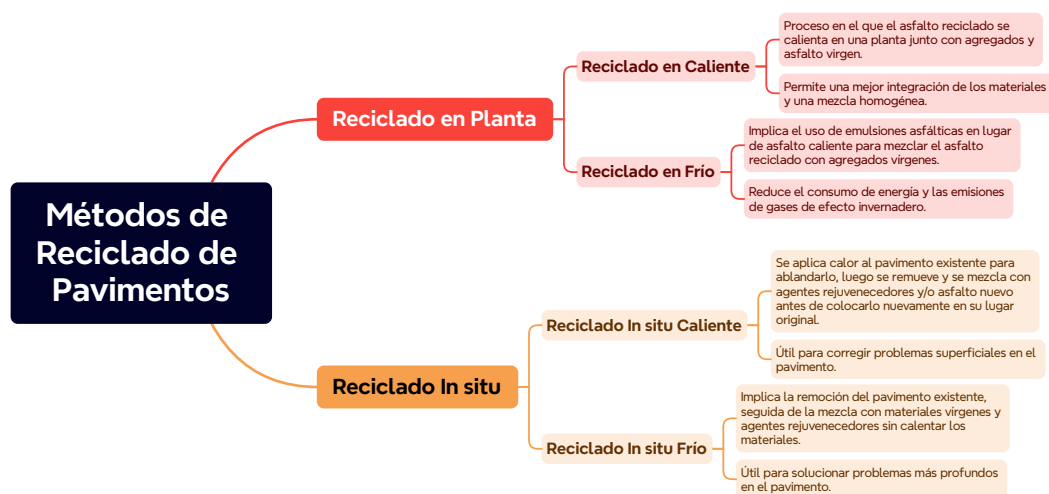 Métodos de
Reciclado de
Pavimentos
Reciclado en Planta
Reciclado en Caliente
Proceso en el que el asfalto reciclado se
calienta en una planta junto con agregados y
asfalto virgen.
Permite una mejor integración de los materiales
y una mezcla homogénea.
Reciclado en Frío
Implica el uso de emulsiones asfálticas en lugar
de asfalto caliente para mezclar el asfalto
reciclado con agregados vírgenes.
Reduce el consumo de energía y las emisiones
de gases de efecto invernadero.
Reciclado In situ
Reciclado In situ Caliente
Se aplica calor al pavimento existente para
ablandarlo, luego se remueve y se mezcla con
agentes rejuvenecedores y/o asfalto nuevo
antes de colocarlo nuevamente en su lugar
original.
Útil para corregir problemas superficiales en el
pavimento.
Reciclado In situ Frío
Implica la remoción del pavimento existente,
seguida de la mezcla con materiales vírgenes y
agentes rejuvenecedores sin calentar los
materiales.
Útil para solucionar problemas más profundos
en el pavimento.